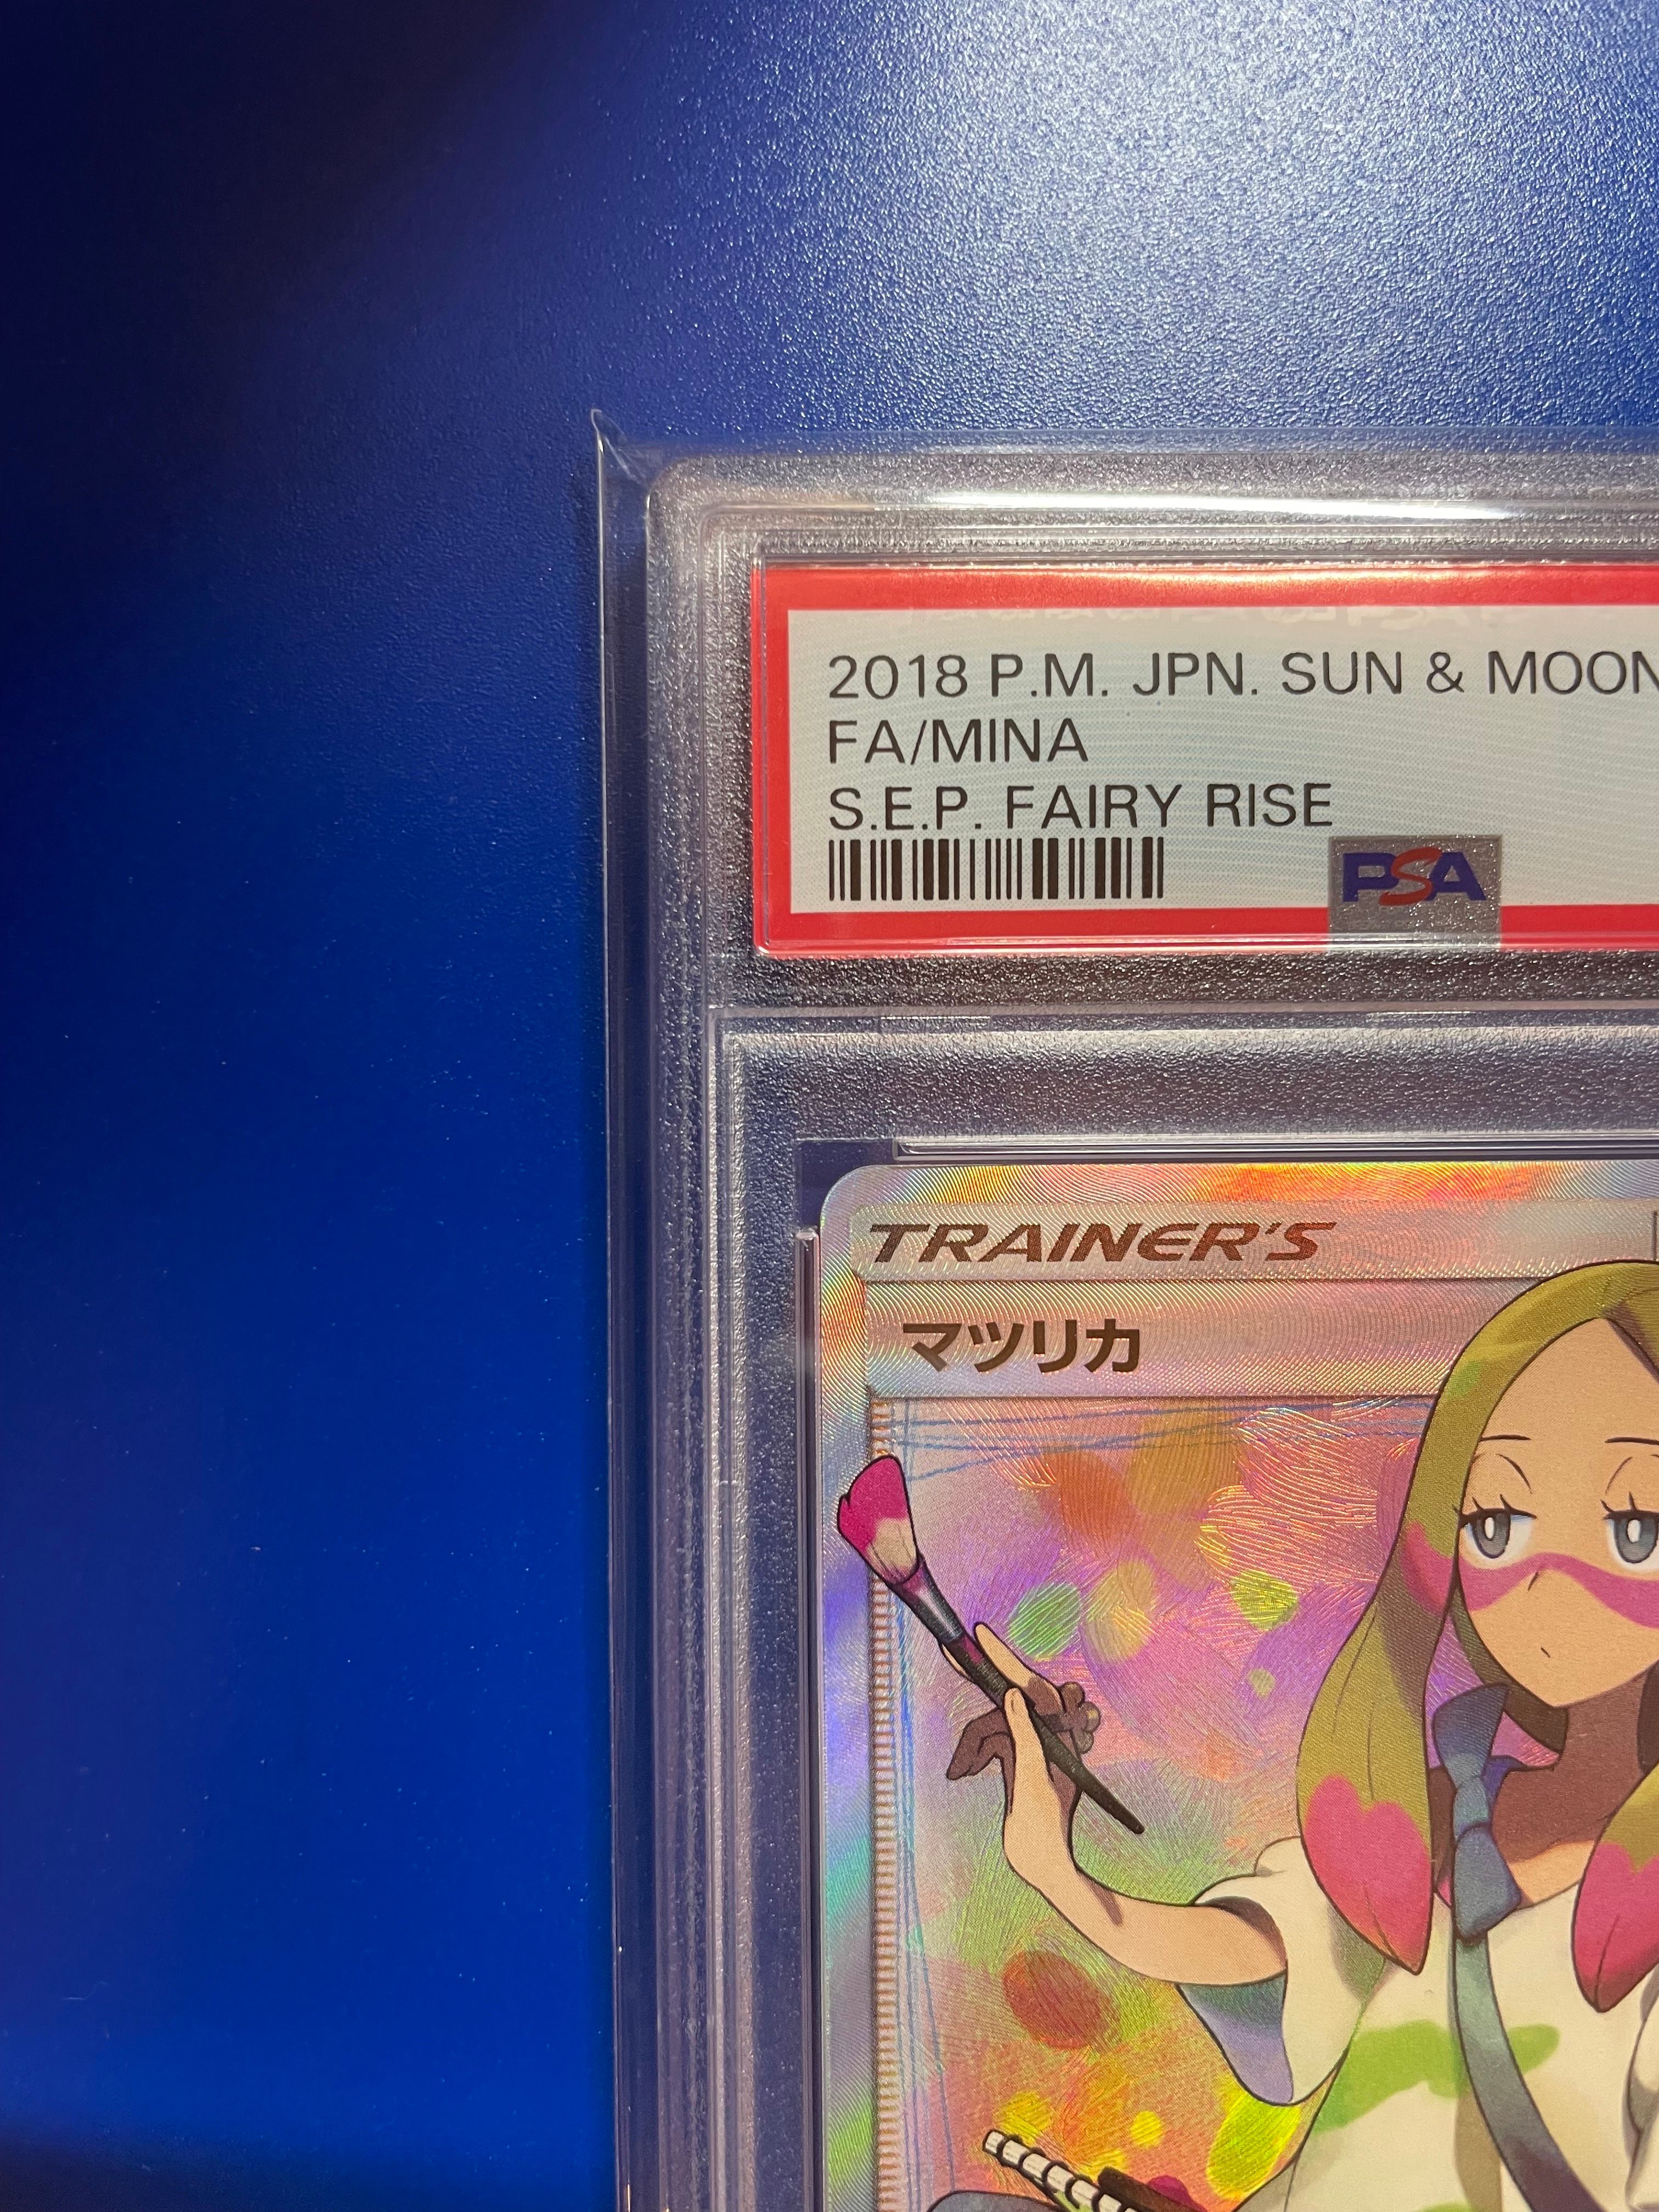 2018 P.M. JPN. SUN & MOON
FA/MINA
S.E.P. FAIRY RISE
PSA
TRAINER'S
マツリカ